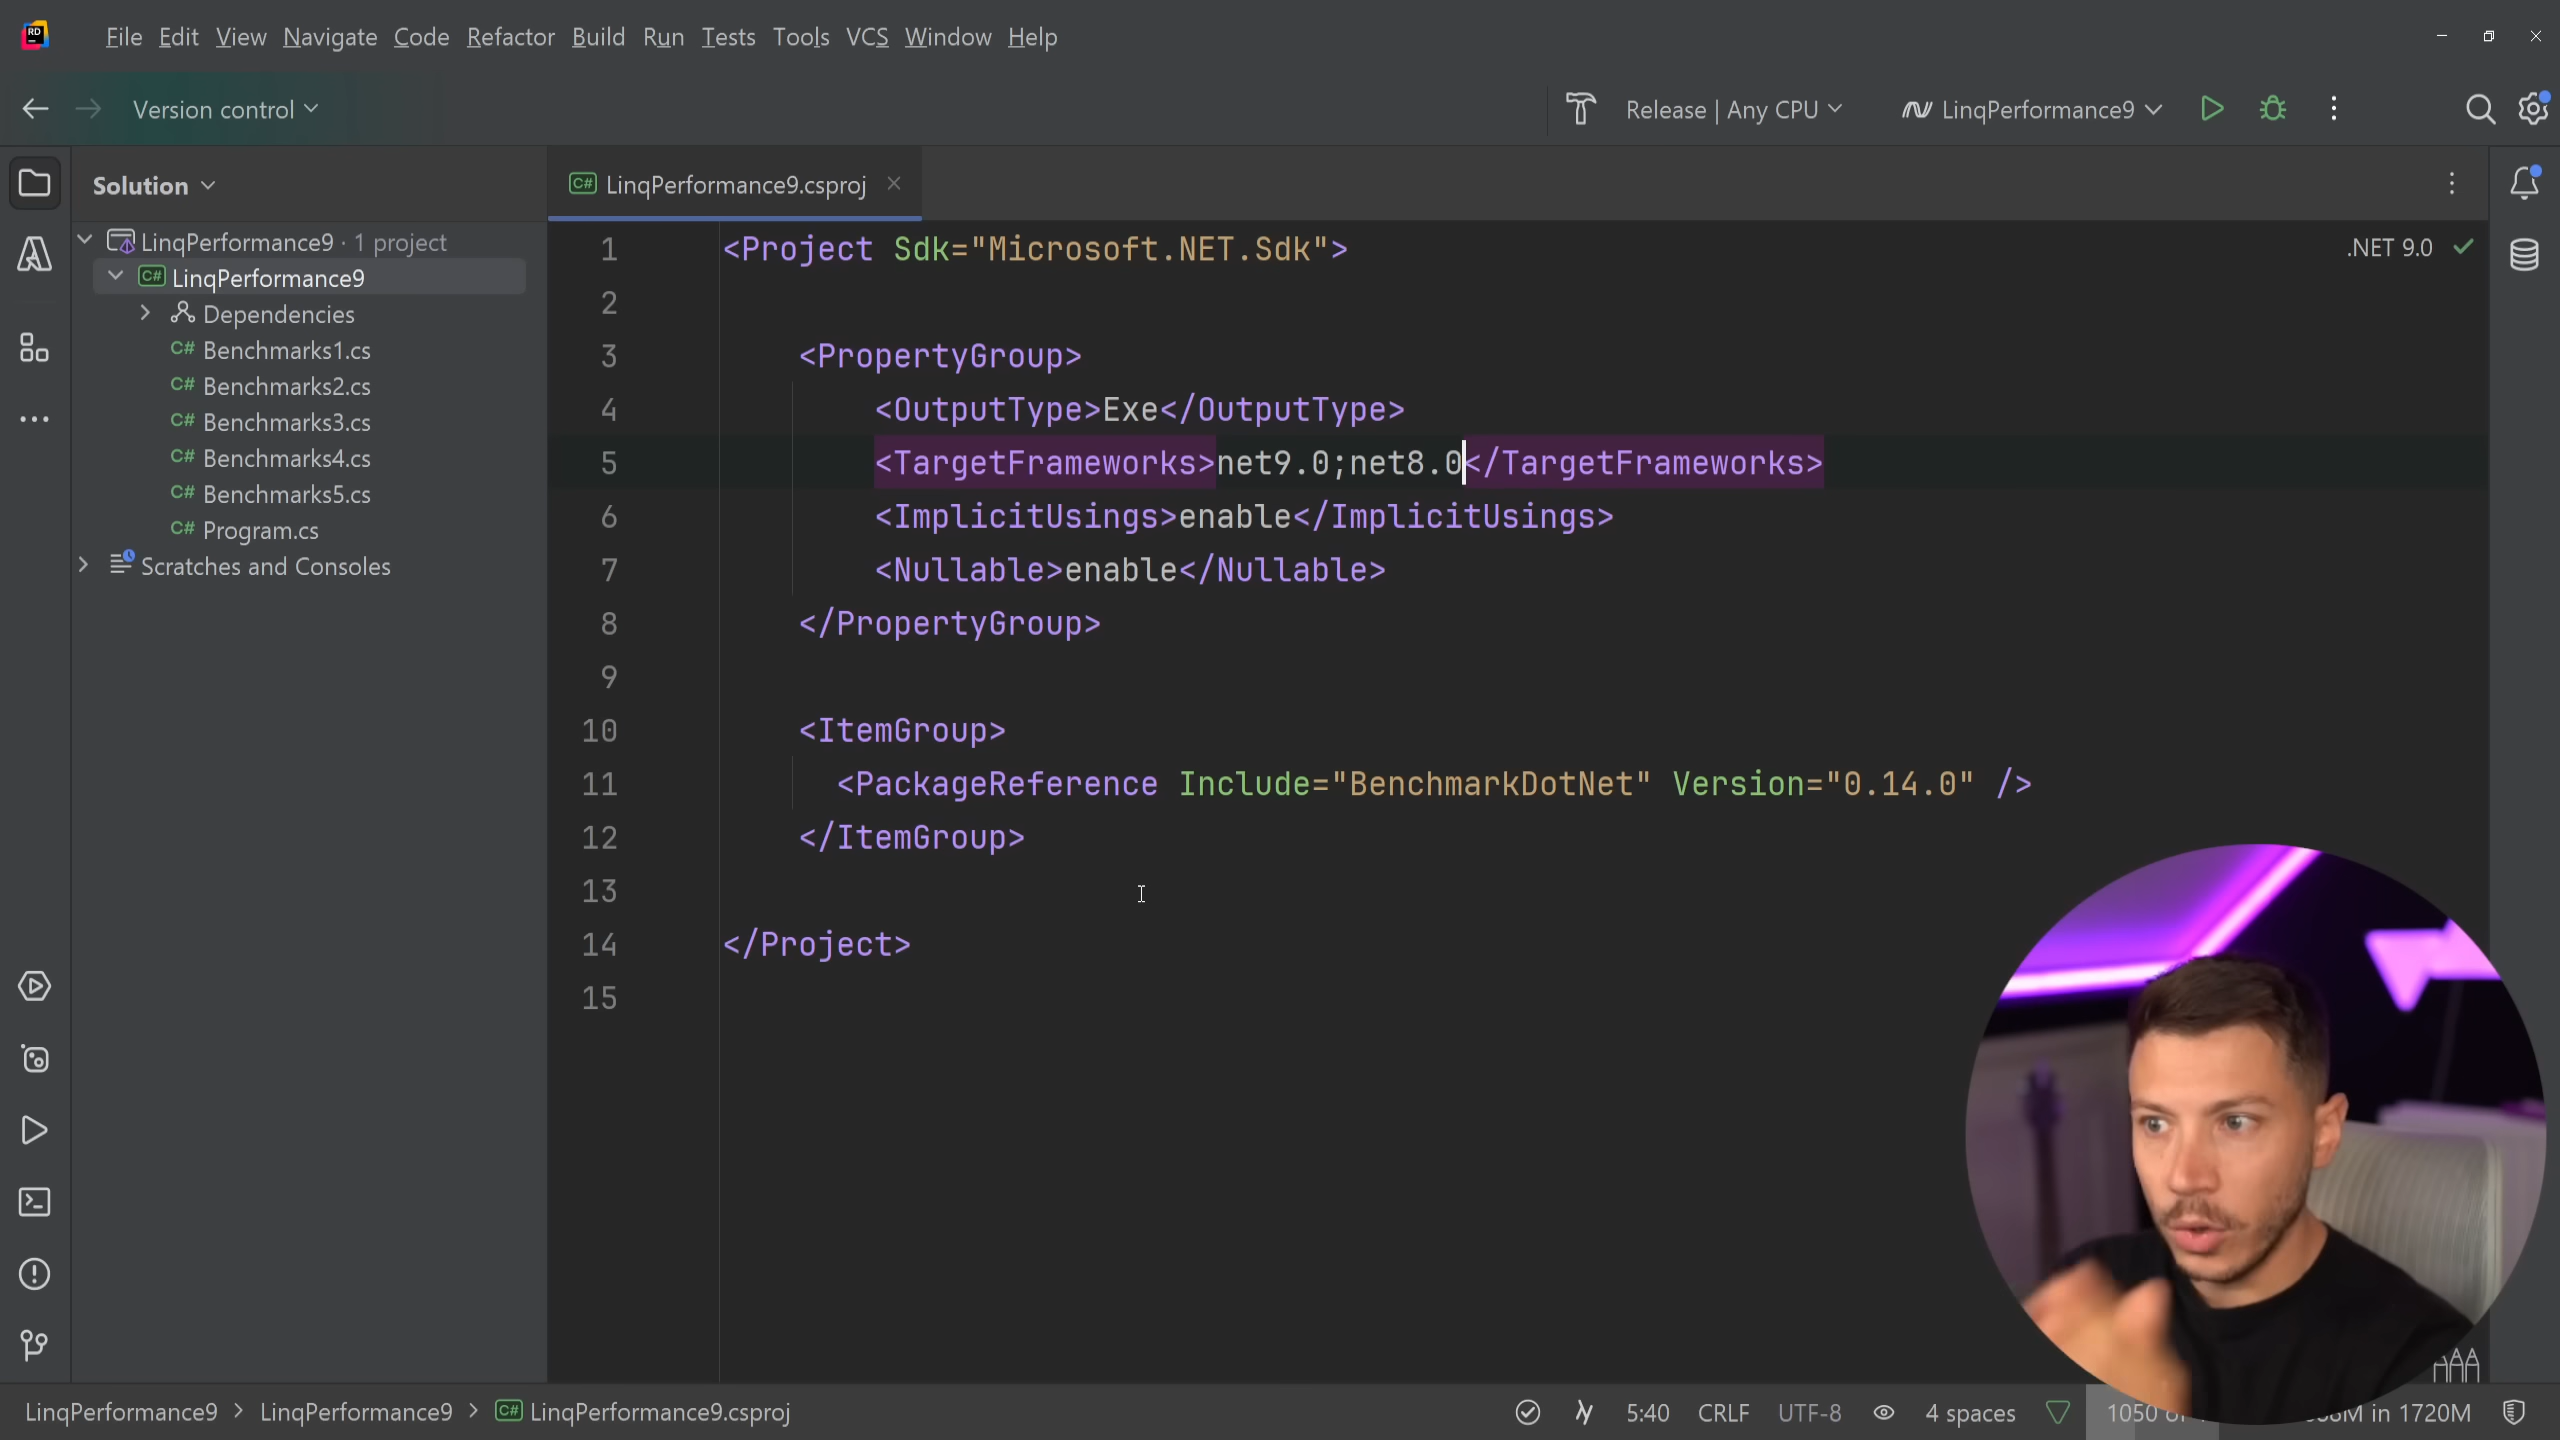 RD
File Edit View Navigate Code Refactor Build Run Tests Tools VCS Window Help
Version control
Release | Any CPU
LinqPerformance9
Solution
C# LinqPerformance9.csproj
LinqPerformance9 · 1 project
C# LinqPerformance9
Dependencies
C# Benchmarks1.cs
C# Benchmarks2.cs
C# Benchmarks3.cs
C# Benchmarks4.cs
C# Benchmarks5.cs
C# Program.cs
Scratches and Consoles
.NET 9.0
1 <Project Sdk="Microsoft.NET.Sdk">
2
3 <PropertyGroup>
4 <OutputType>Exe</OutputType>
5 <TargetFrameworks>net9.0;net8.0</TargetFrameworks>
6 <ImplicitUsings>enable</ImplicitUsings>
7 <Nullable>enable</Nullable>
8 </PropertyGroup>
9
10 <ItemGroup>
11 <PackageReference Include="BenchmarkDotNet" Version="0.14.0" />
12 </ItemGroup>
13
14 </Project>
15
LinqPerformance9 > LinqPerformance9 > C# LinqPerformance9.csproj
5:40 CRLF UTF-8 4 spaces 1050 in 1720M